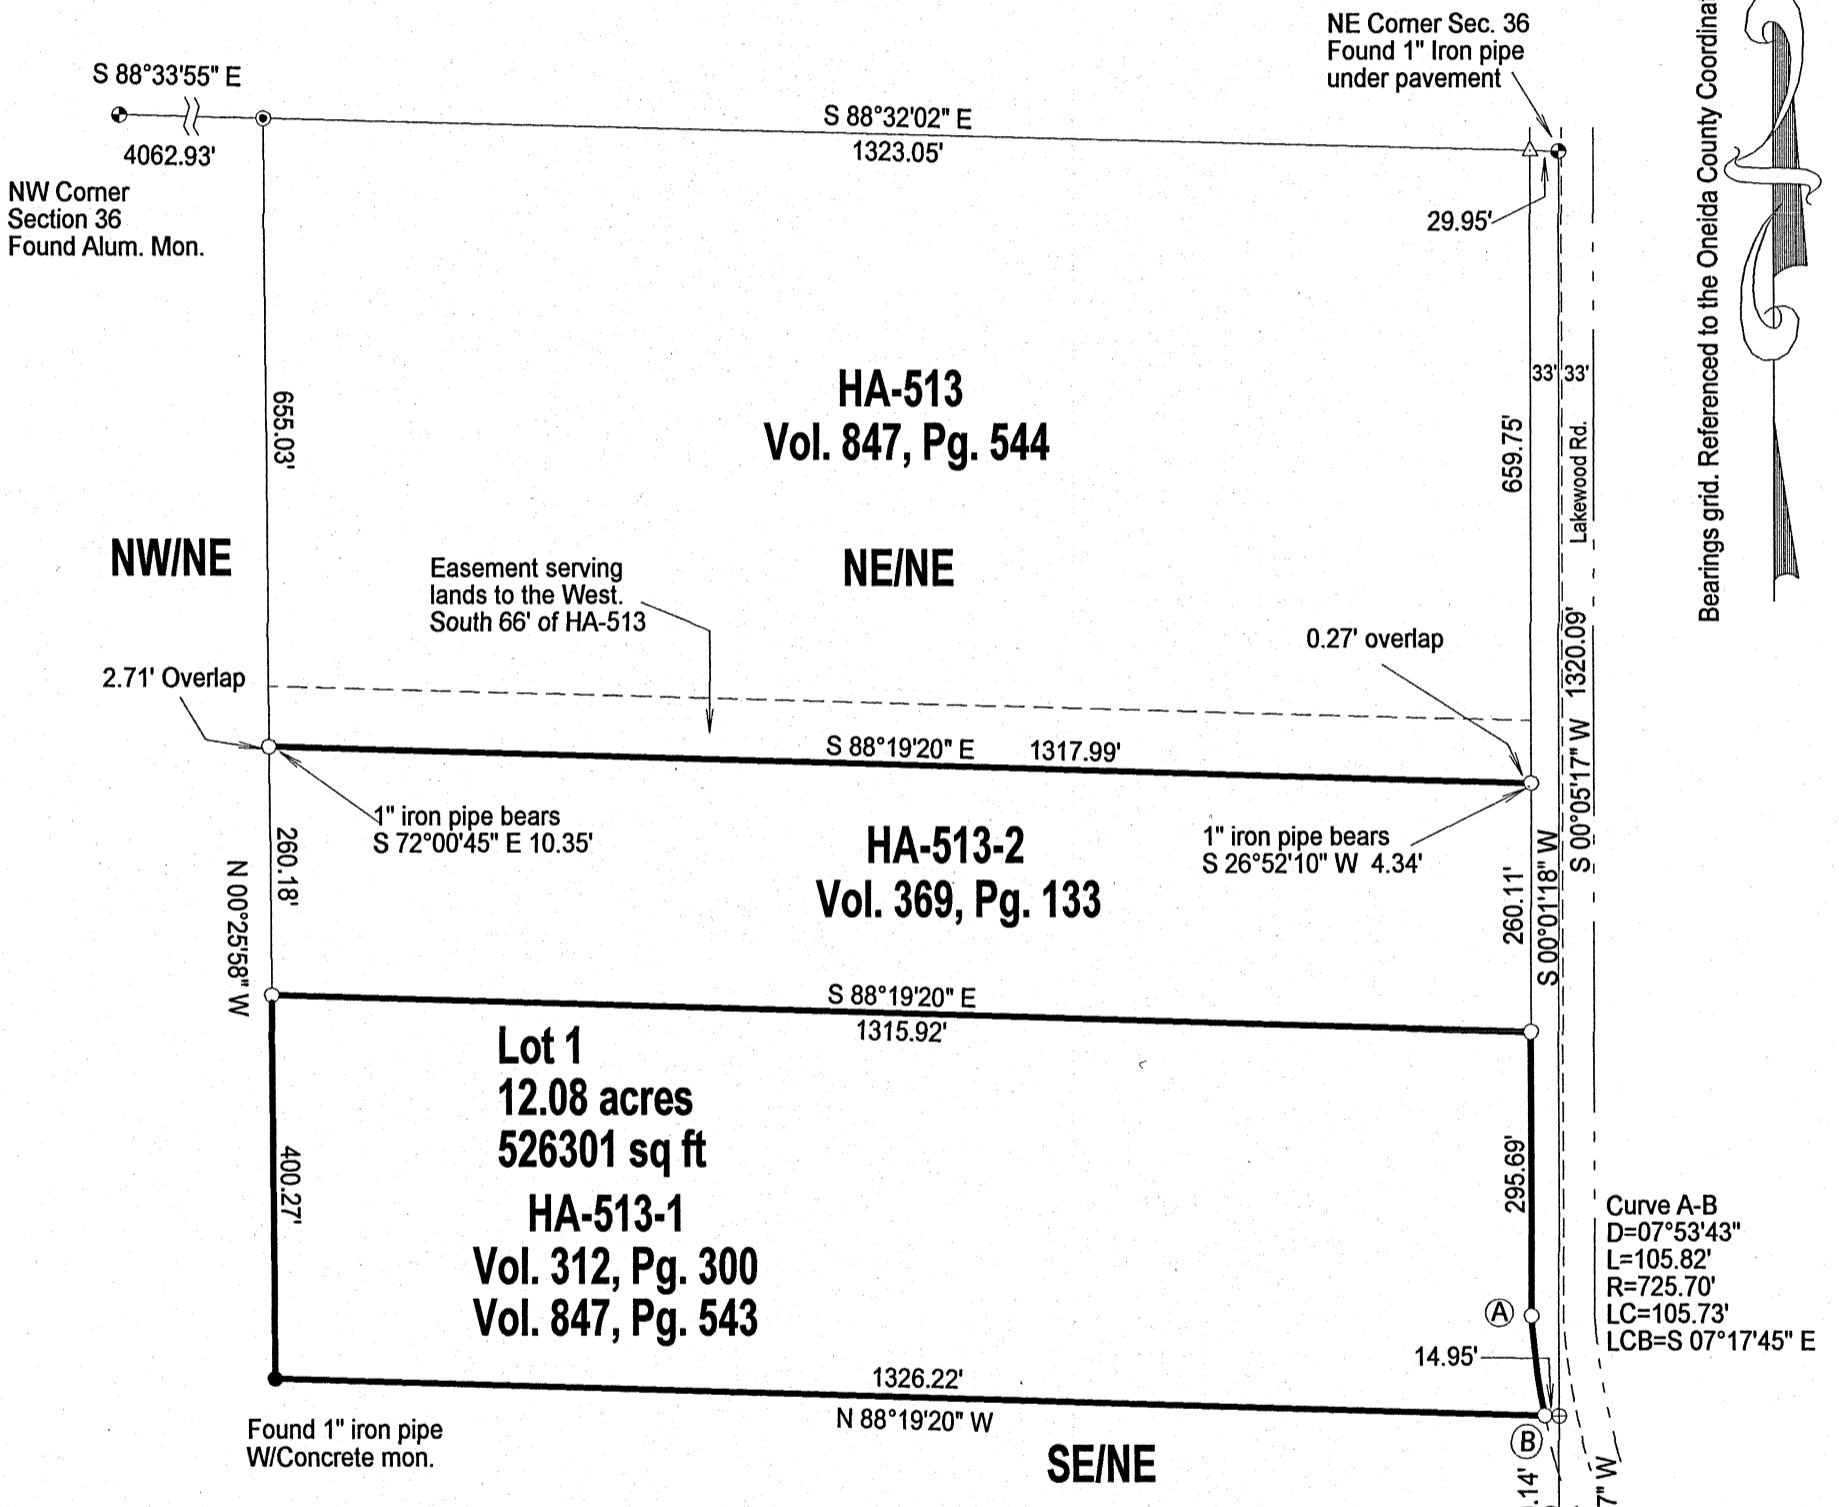 S 88°33'55" E
4062.93'
NW Corner
Section 36
Found Alum. Mon.
S 88°32'02" E
1323.05'
NE Corner Sec. 36
Found 1" Iron pipe
under pavement
29.95'
Bearings grid. Referenced to the Oneida County
33' 33'
Lakewood Rd.
655.03'
HA-513
Vol. 847, Pg. 544
659.75'
NW/NE
NE/NE
Easement serving
lands to the West.
South 66' of HA-513
2.71' Overlap
0.27' overlap
S 00°05'17" W 1320.09'
S 88°19'20" E 1317.99'
1" iron pipe bears
S 72°00'45" E 10.35'
1" iron pipe bears
S 26°52'10" W 4.34'
HA-513-2
Vol. 369, Pg. 133
260.18'
N 00°25'58" W
260.11'
S 00°01'18" W
S 88°19'20" E
1315.92'
Lot 1
12.08 acres
526301 sq ft
HA-513-1
Vol. 312, Pg. 300
Vol. 847, Pg. 543
400.27'
295.69'
Curve A-B
D=07°53'43"
L=105.82'
R=725.70'
LC=105.73'
LCB=S 07°17'45" E
A
14.95'
1326.22'
N 88°19'20" W
B
Found 1" iron pipe
W/Concrete mon.
SE/NE
.14'
7" W